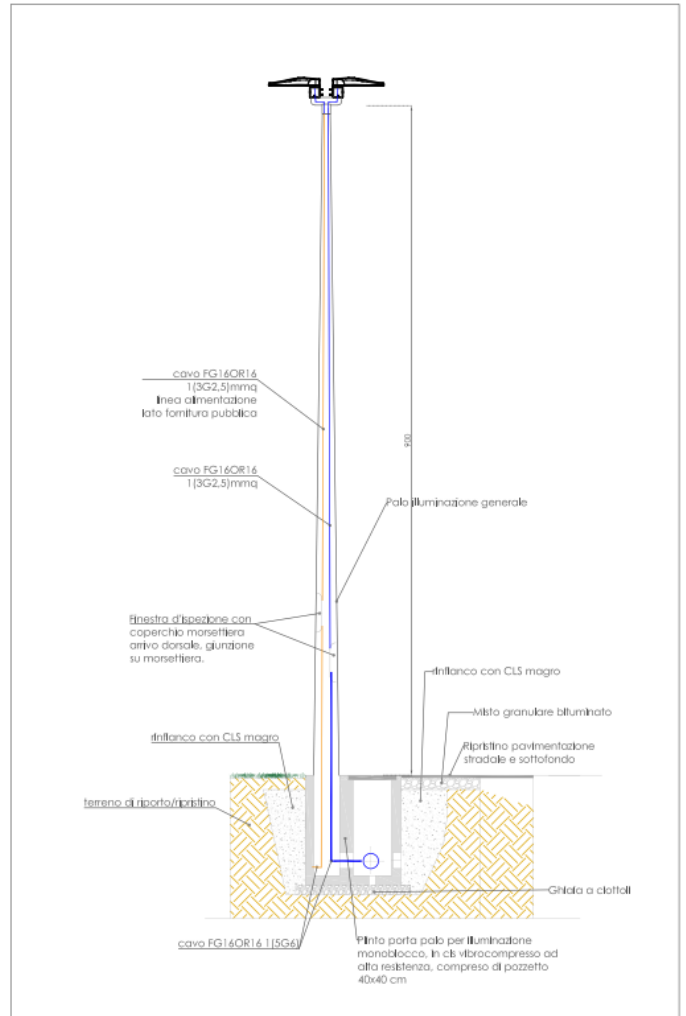 cavo FG16OR16
1(3G2,5)mmq
linea alimentazione
lato fornitura pubblica
900
cavo FG16OR16
1(3G2,5)mmq
Palo illuminazione generale
Finestra d'ispezione con
coperchio morsettiera
arrivo dorsale, giunzione
su morsettiera.
rinfianco con CLS magro
Misto granulare bituminato
rinfianco con CLS magro
Ripristino pavimentazione
stradale e sottofondo
terreno di riporto/ripristino
Ghiaia a ciottoli
cavo FG16OR16 1(5G6)
Plinto porta palo per illuminazione
monoblocco, in cls vibrocompresso ad
alta resistenza, compreso di pozzetto
40x40 cm